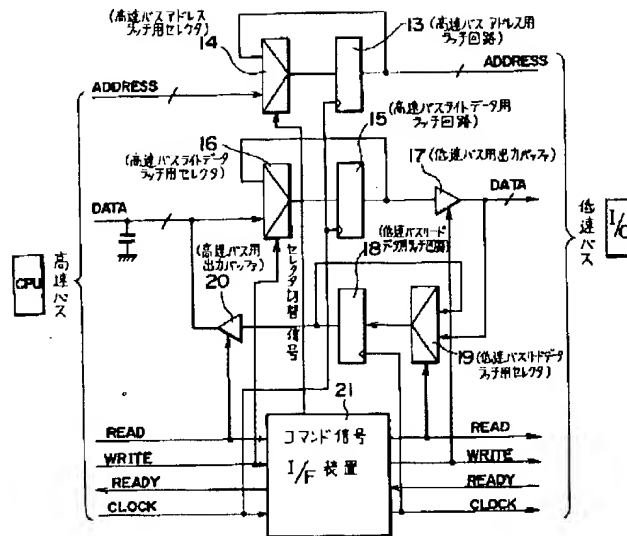 (高速バスアドレス
ラッチ用セレクタ)
14
13 (高速バスアドレス用
ラッチ回路)
ADDRESS
ADDRESS
16
(高速バスライトデータ
ラッチ用セレクタ)
15 (高速バスライトデータ用
ラッチ回路)
17 (低速バス用出力バッファ)
DATA
DATA
CPU
高速バス
低速バス
I/O
(高速バス用
出力バッファ)
20
セレクタ切替信号
18 (低速バスリード
データ用ラッチ回路)
19 (低速バスリードデータ
ラッチ用セレクタ)
21
コマンド信号
I/F 装置
READ
WRITE
READY
CLOCK
READ
WRITE
READY
CLOCK